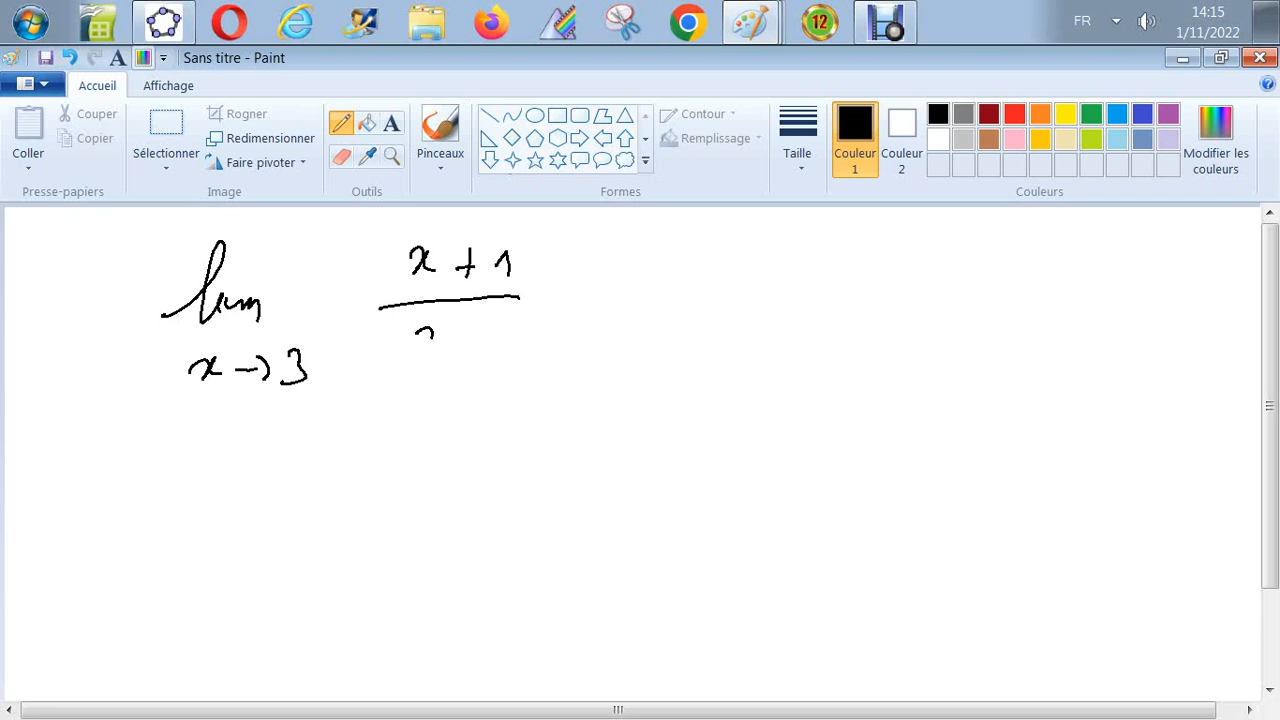 12
FR
14:15
1/11/2022
Sans titre - Paint
Accueil
Affichage
Coller
Couper
Copier
Presse-papiers
Sélectionner
Rogner
Redimensionner
Faire pivoter
Image
A
Outils
Pinceaux
Formes
Contour
Remplissage
Taille
Couleur
1
Couleur
2
Couleurs
Modifier les
couleurs
lim x + 1
x → 3